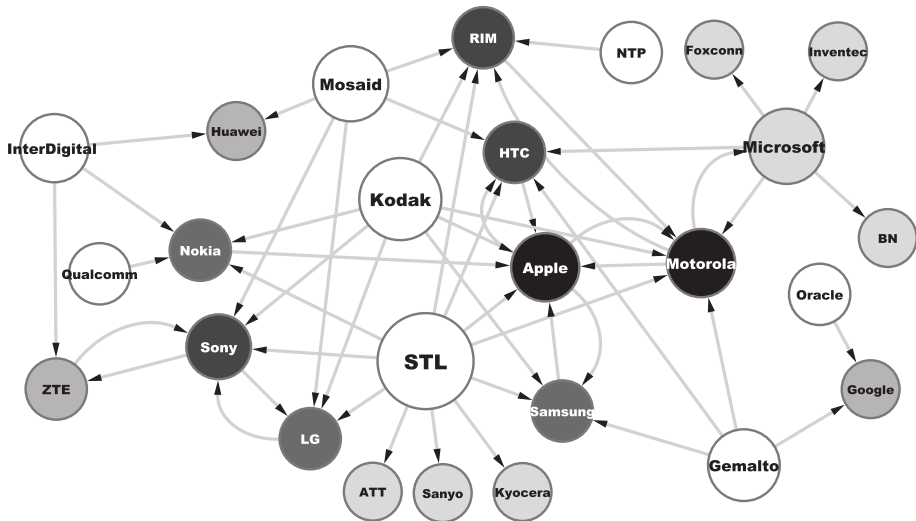 RIM
NTP
Foxconn
Inventec
Mosaid
Huawei
InterDigital
HTC
Microsoft
Kodak
Nokia
BN
Qualcomm
Apple
Motorola
Oracle
Sony
STL
ZTE
Google
Samsung
LG
Gemalto
ATT
Sanyo
Kyocera